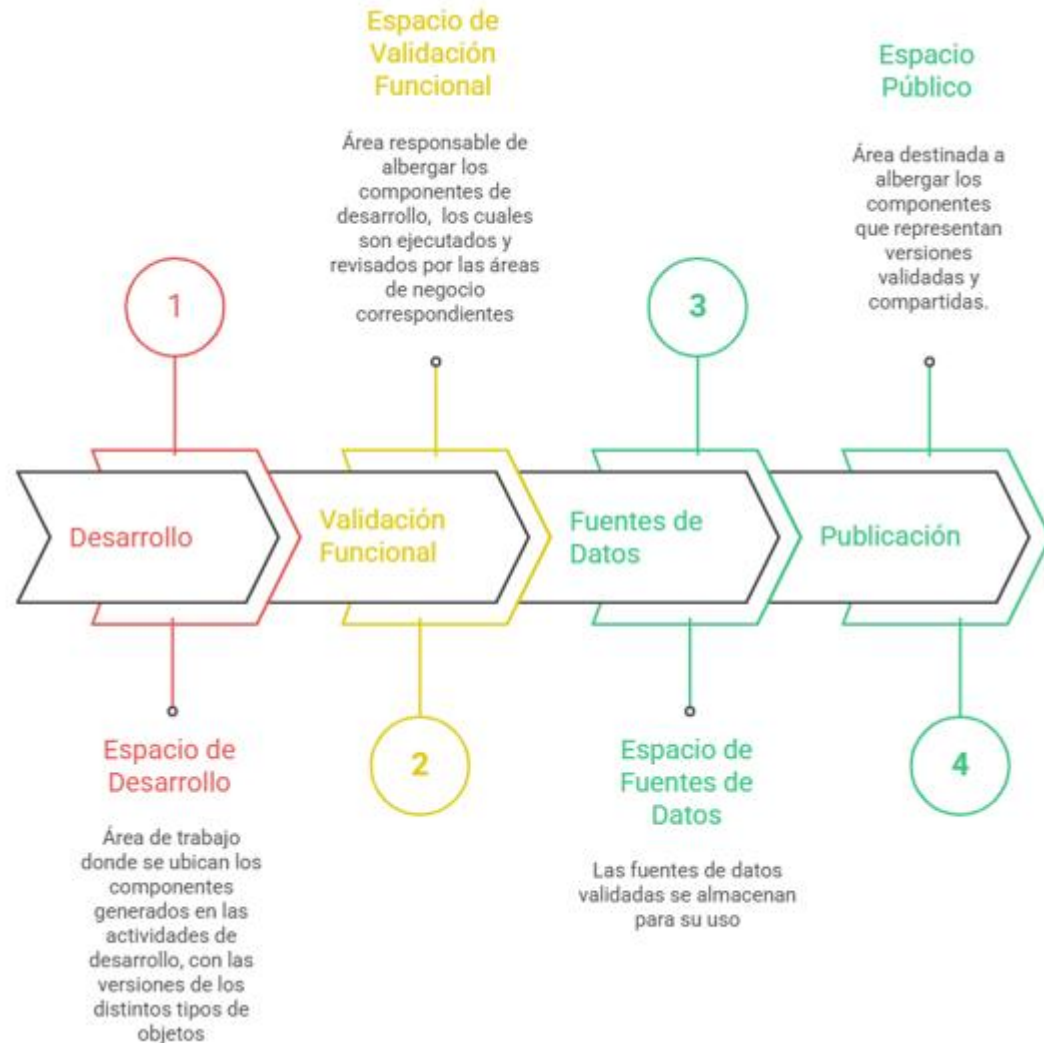 Espacio de
Validación
Funcional
Área responsable de
albergar los
componentes de
desarrollo, los cuales
son ejecutados y
revisados por las áreas
de negocio
correspondientes
Espacio
Público
Área destinada a
albergar los
componentes
que representan
versiones
validadas y
compartidas.
1
3
Desarrollo
Validación
Funcional
Fuentes de
Datos
Publicación
2
4
Espacio de
Desarrollo
Área de trabajo
donde se ubican los
componentes
generados en las
actividades de
desarrollo, con las
versiones de los
distintos tipos de
objetos
Espacio de
Fuentes de
Datos
Las fuentes de datos
validadas se almacenan
para su uso